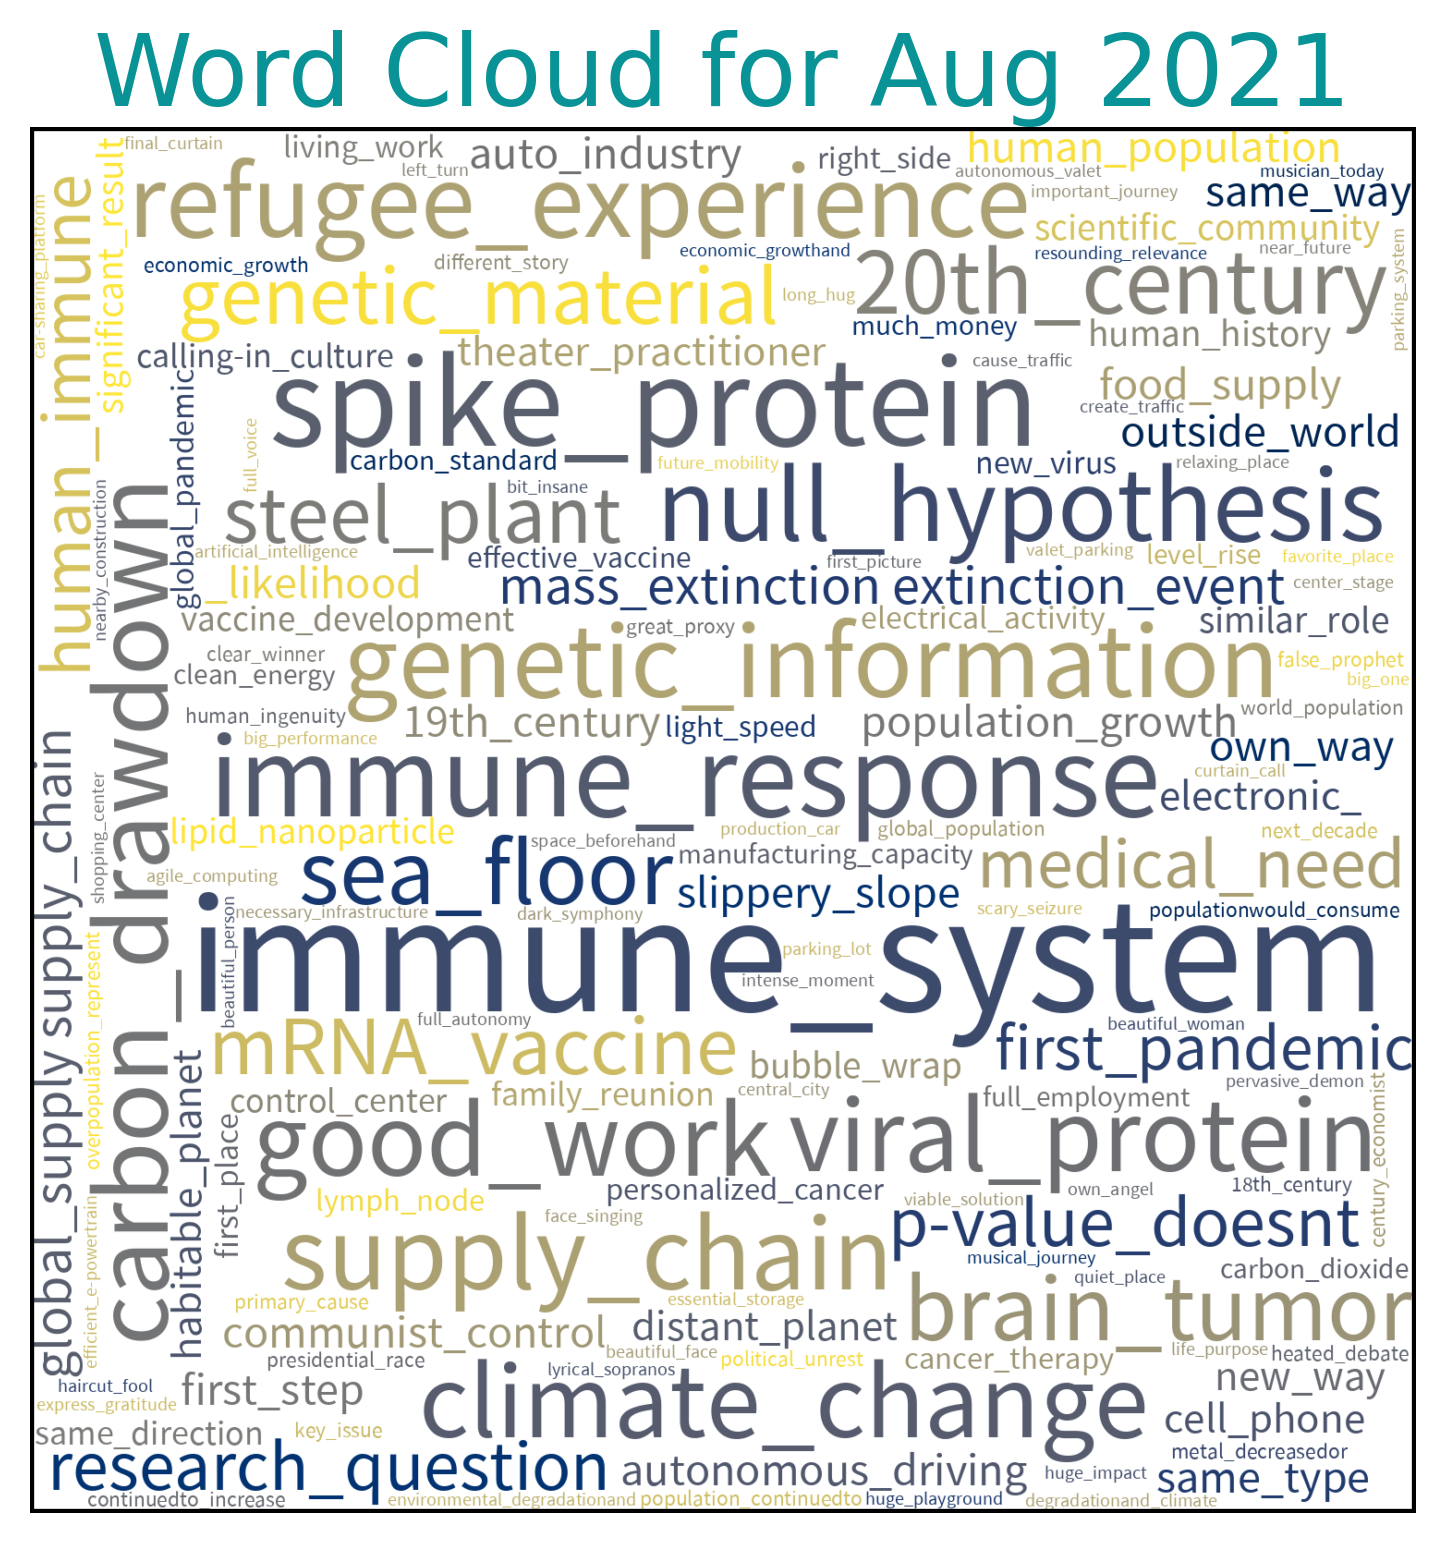 Word Cloud for Aug 2021
final_curtain
living_work
auto_industry
right_side
human_population
left_turn
autonomous_valet
musician_today
refugee_experience
important_journey
same_way
scientific_community
human_immune
significant_result
car-sharing_platform
economic_growth
different_story
economic_growthand
resounding_relevance
near_future
parking_system
genetic_material
long_hug
20th_century
much_money
human_history
calling-in_culture
theater_practitioner
cause_traffic
spike_protein
food_supply
create_traffic
global_pandemic
full_voice
outside_world
carbon_standard
future_mobility
new_virus
relaxing_place
nearby_construction
carbon_drawdown
steel_plant
bit_insane
null_hypothesis
artificial_intelligence
effective_vaccine
first_picture
valet_parking
level_rise
favorite_place
_likelihood
mass_extinction
extinction_event
center_stage
vaccine_development
great_proxy
electrical_activity
similar_role
clear_winner
clean_energy
genetic_information
false_prophet
big_one
human_ingenuity
19th_century
light_speed
population_growth
world_population
big_performance
own_way
immune_response
curtain_call
electronic_
global_supply
supply_chain
shopping_center
lipid_nanoparticle
space_beforehand
production_car
global_population
next_decade
agile_computing
sea_floor
manufacturing_capacity
medical_need
slippery_slope
necessary_infrastructure
dark_symphony
scary_seizure
populationwould_consume
beautiful_person
overpopulation_represent
immune_system
parking_lot
intense_moment
full_autonomy
mRNA_vaccine
beautiful_woman
first_pandemic
bubble_wrap
habitable_planet
control_center
family_reunion
central_city
full_employment
pervasive_demon
century_economist
first_place
good_work
viral_protein
lymph_node
personalized_cancer
viable_solution
own_angel
18th_century
efficient_e-powertrain
face_singing
supply_chain
p-value_doesnt
musical_journey
quiet_place
carbon_dioxide
primary_cause
essential_storage
brain_tumor
communist_control
distant_planet
beautiful_face
presidential_race
lyrical_sopranos
political_unrest
cancer_therapy
life_purpose
heated_debate
haircut_fool
express_gratitude
first_step
climate_change
new_way
same_direction
key_issue
cell_phone
metal_decreasedor
research_question
autonomous_driving
huge_impact
same_type
continuedto_increase
environmental_degradationand
population_continuedto
huge_playground
degradationand_climate